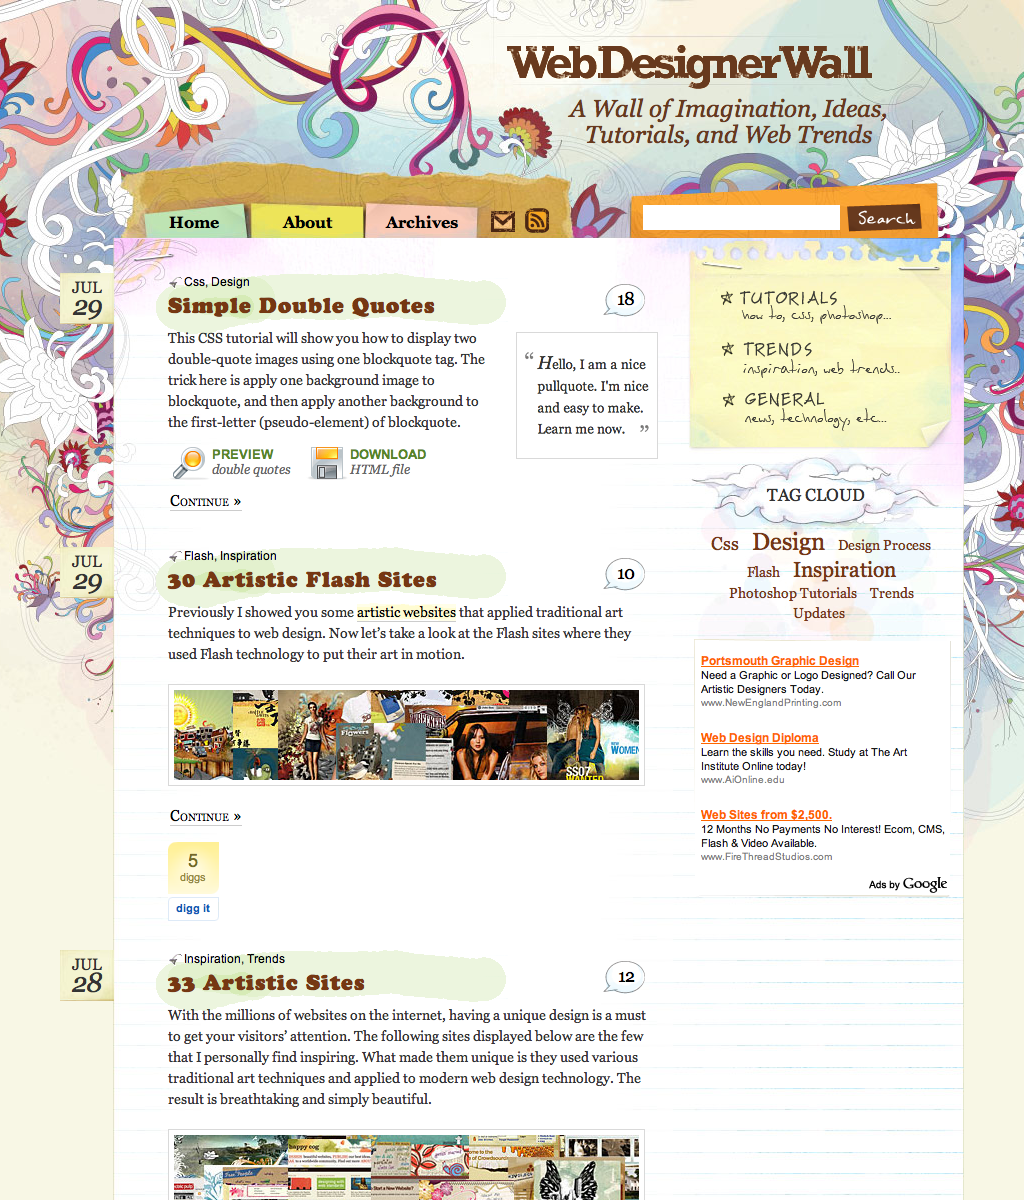 WebDesignerWall
A Wall of Imagination, Ideas,
Tutorials, and Web Trends
Home
About
Archives
Search
JUL
29
Css, Design
Simple Double Quotes
18
This CSS tutorial will show you how to display two
double-quote images using one blockquote tag. The
trick here is apply one background image to
blockquote, and then apply another background to
the first-letter (pseudo-element) of blockquote.
“ Hello, I am a nice
pullquote. I'm nice
and easy to make.
Learn me now. ”
PREVIEW
double quotes
DOWNLOAD
HTML file
CONTINUE »
JUL
29
Flash, Inspiration
30 Artistic Flash Sites
10
Previously I showed you some artistic websites that applied traditional art
techniques to web design. Now let’s take a look at the Flash sites where they
used Flash technology to put their art in motion.
Flowers
SS07
WANTED
WOMEN
CONTINUE »
5
diggs
digg it
JUL
28
Inspiration, Trends
33 Artistic Sites
12
With the millions of websites on the internet, having a unique design is a must
to get your visitors’ attention. The following sites displayed below are the few
that I personally find inspiring. What made them unique is they used various
traditional art techniques and applied to modern web design technology. The
result is breathtaking and simply beautiful.
happy cog
Free People
TUTORIALS
how to, css, photoshop...
TRENDS
inspiration, web trends..
GENERAL
news, technology, etc...
TAG CLOUD
Css Design Design Process
Flash Inspiration
Photoshop Tutorials Trends
Updates
Portsmouth Graphic Design
Need a Graphic or Logo Designed? Call Our
Artistic Designers Today.
www.NewEnglandPrinting.com
Web Design Diploma
Learn the skills you need. Study at The Art
Institute Online today!
www.AiOnline.edu
Web Sites from $2,500.
12 Months No Payments No Interest! Ecom, CMS,
Flash & Video Available.
www.FireThreadStudios.com
Ads by Google